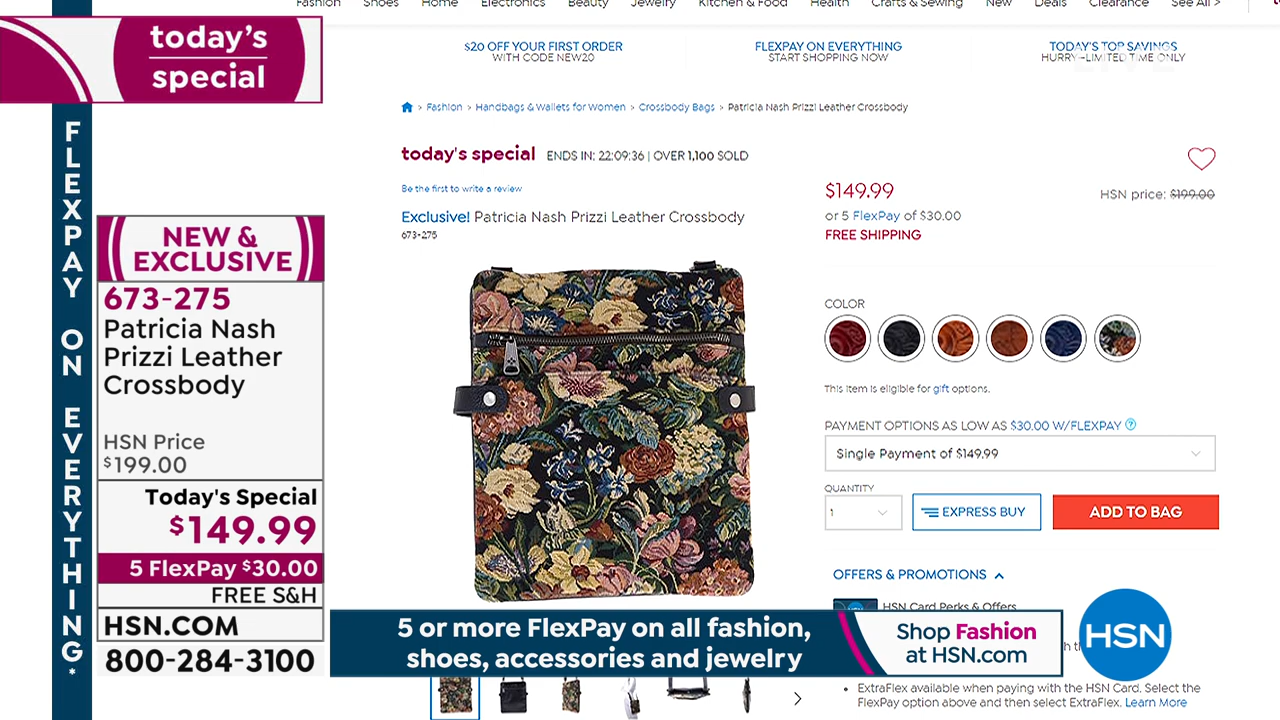 Fashion Shoes Home Electronics Beauty Jewelry Kitchen & Food Health Crafts & Sewing New Deals Clearance See All >
today's
special
$20 OFF YOUR FIRST ORDER
WITH CODE NEW20
FLEXPAY ON EVERYTHING
START SHOPPING NOW
TODAY'S TOP SAVINGS
HURRY-LIMITED TIME ONLY
LIVE
FLEXPAY ON EVERYTHING*
Fashion > Handbags & Wallets for Women > Crossbody Bags > Patricia Nash Prizzi Leather Crossbody
today's special ENDS IN: 22:09:36 | OVER 1,100 SOLD
Be the first to write a review
Exclusive! Patricia Nash Prizzi Leather Crossbody
673-275
$149.99
HSN price: $199.00
or 5 FlexPay of $30.00
FREE SHIPPING
COLOR
This item is eligible for gift options.
PAYMENT OPTIONS AS LOW AS $30.00 W/FLEXPAY ?
Single Payment of $149.99
QUANTITY
1
EXPRESS BUY
ADD TO BAG
OFFERS & PROMOTIONS
HSN Card Perks & Offers
ExtraFlex available when paying with the HSN Card. Select the
FlexPay option above and then select ExtraFlex. Learn More
NEW &
EXCLUSIVE
673-275
Patricia Nash
Prizzi Leather
Crossbody
HSN Price
$199.00
Today's Special
$149.99
5 FlexPay $30.00
FREE S&H
HSN.COM
800-284-3100
5 or more FlexPay on all fashion,
shoes, accessories and jewelry
Shop Fashion
at HSN.com
HSN